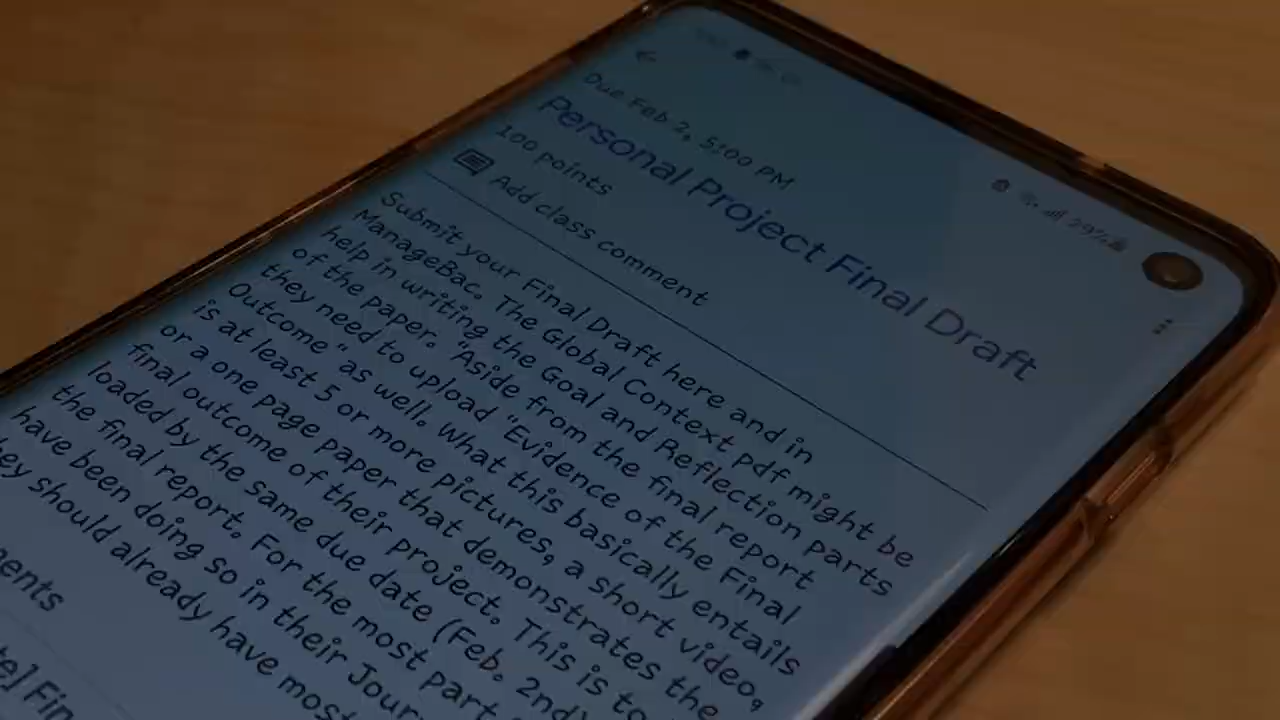 29%
Due Feb 2, 5:00 PM
Personal Project Final Draft
100 points
Add class comment
Submit your Final Draft here and in
ManageBac. The Global Context pdf might be
help in writing the Goal and Reflection parts
of the paper. "Aside from the final report
they need to upload "Evidence of the Final
Outcome" as well. What this basically entails
is at least 5 or more pictures, a short video,
or a one page paper that demonstrates the
final outcome of their project. This is to
loaded by the same due date (Feb. 2nd)
the final report. For the most part
have been doing so in their Jour
ey should already have most
ents
te] Fin